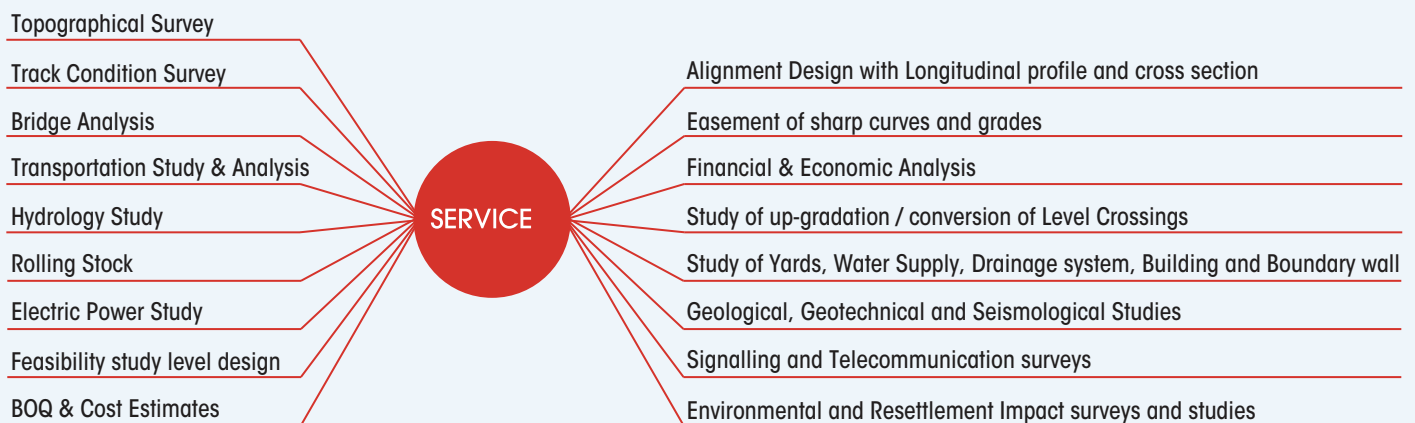 Topographical Survey
Track Condition Survey
Bridge Analysis
Transportation Study & Analysis
Hydrology Study
Rolling Stock
Electric Power Study
Feasibility study level design
BOQ & Cost Estimates
SERVICE
Alignment Design with Longitudinal profile and cross section
Easement of sharp curves and grades
Financial & Economic Analysis
Study of up-gradation / conversion of Level Crossings
Study of Yards, Water Supply, Drainage system, Building and Boundary wall
Geological, Geotechnical and Seismological Studies
Signalling and Telecommunication surveys
Environmental and Resettlement Impact surveys and studies